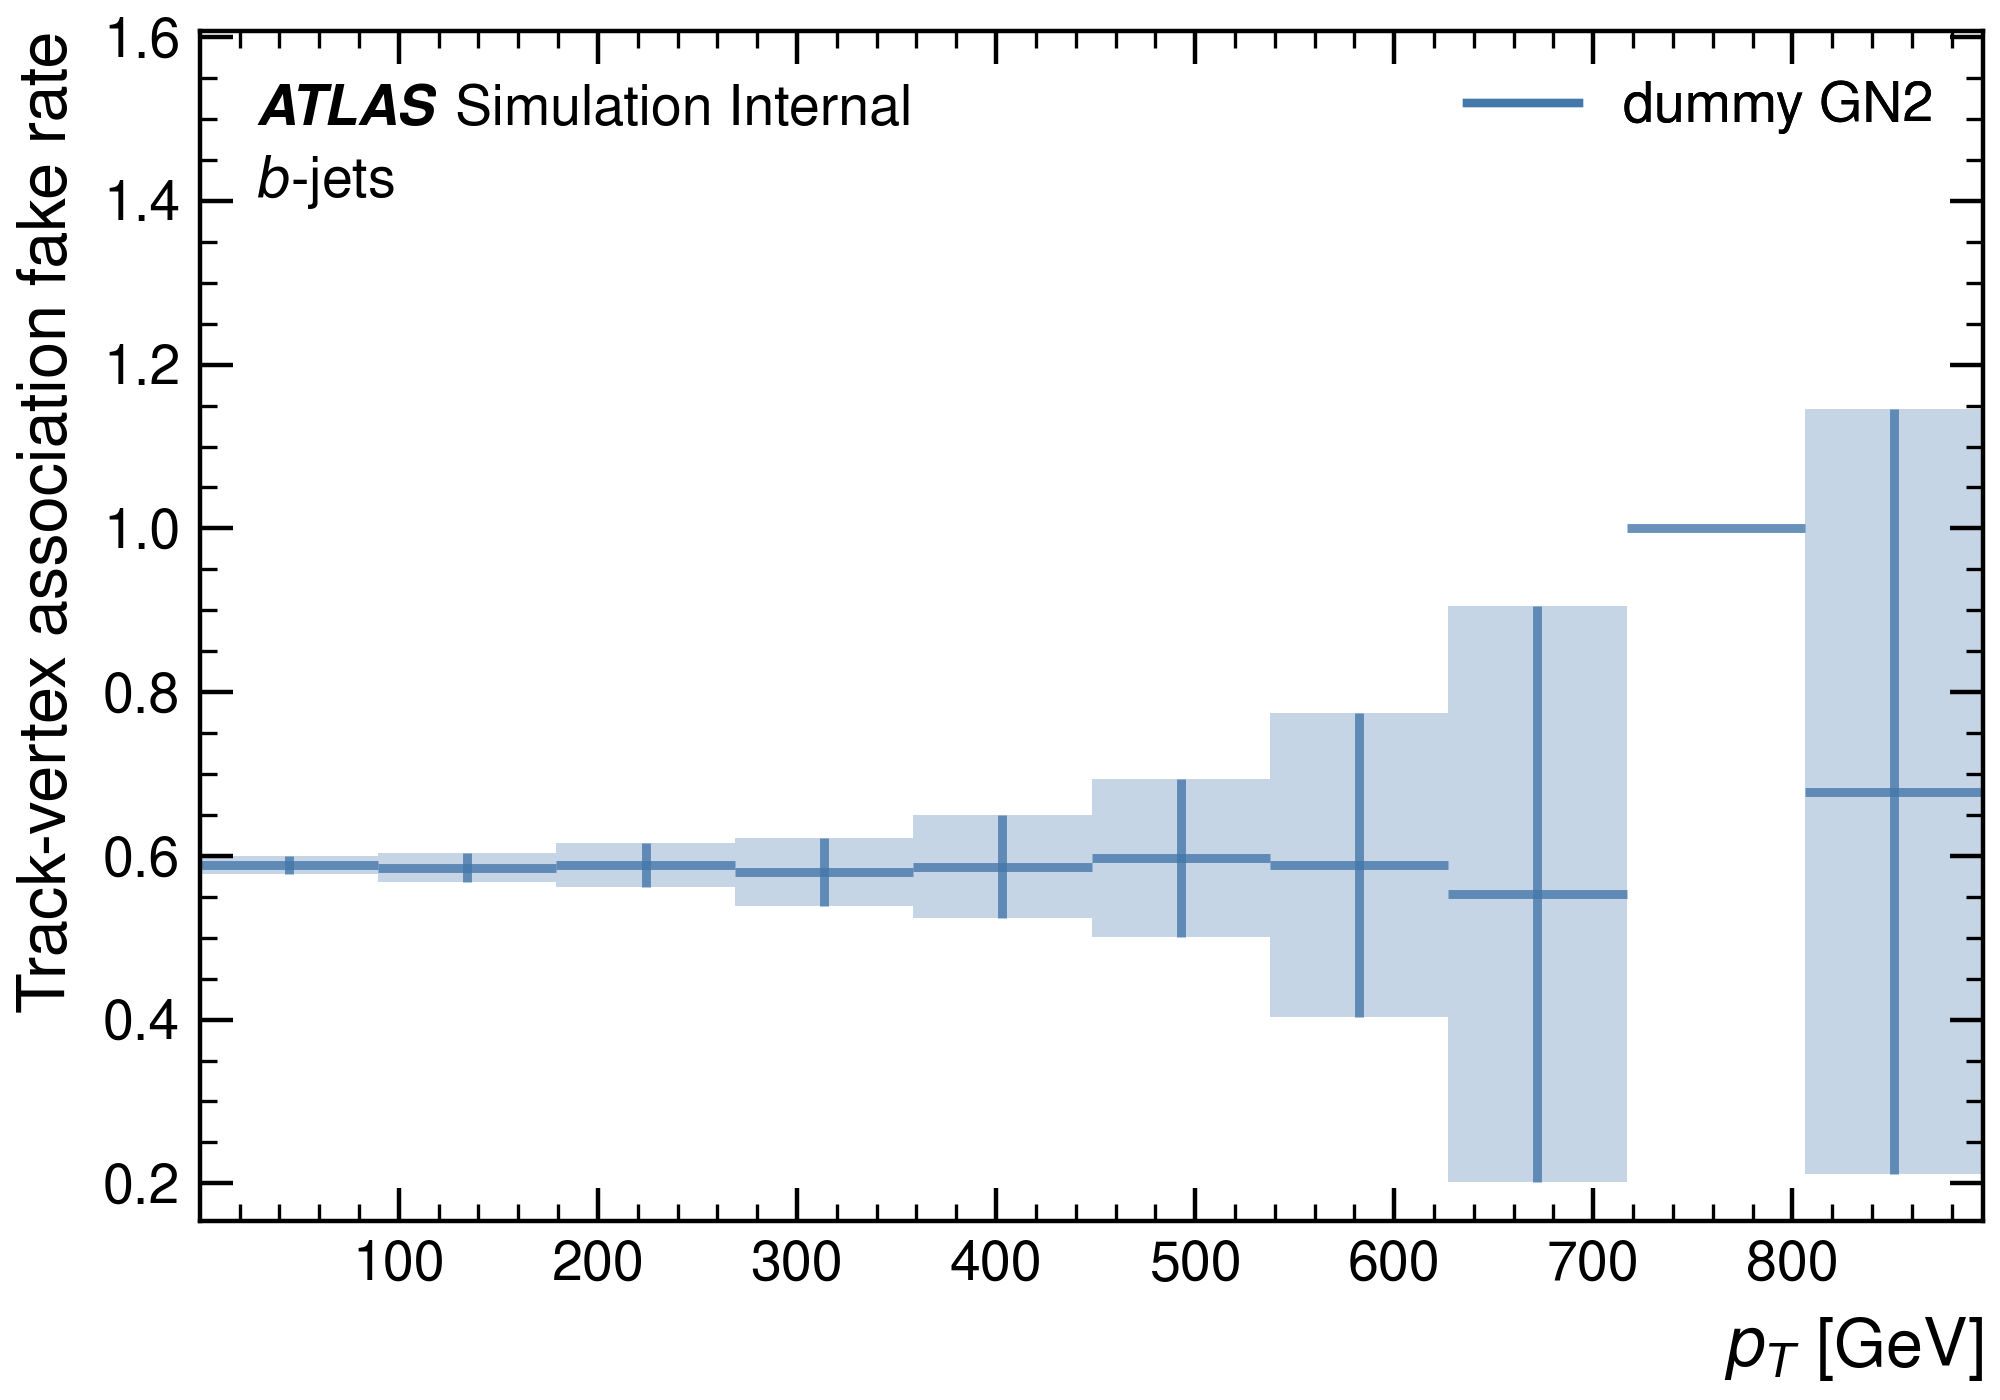 Track-vertex association fake rate
1.6
1.4
1.2
1.0
0.8
0.6
0.4
0.2
ATLAS Simulation Internal
b-jets
dummy GN2
100 200 300 400 500 600 700 800
p_T [GeV]